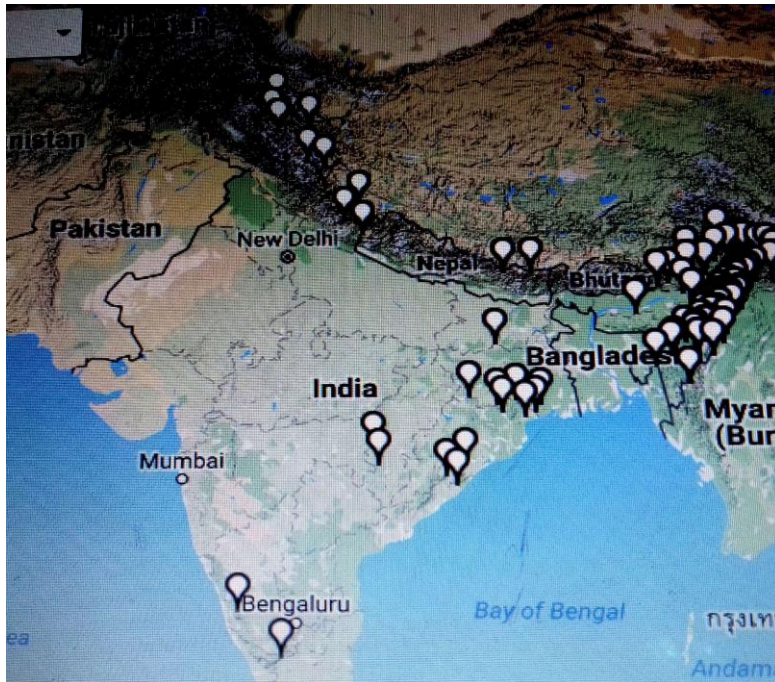 nistan
Pakistan
New Delhi
Nepal
Bhutan
Bangladesh
India
Myan
(Bur
Mumbai
Bengaluru
Bay of Bengal
กรุงเท
ea
Andam